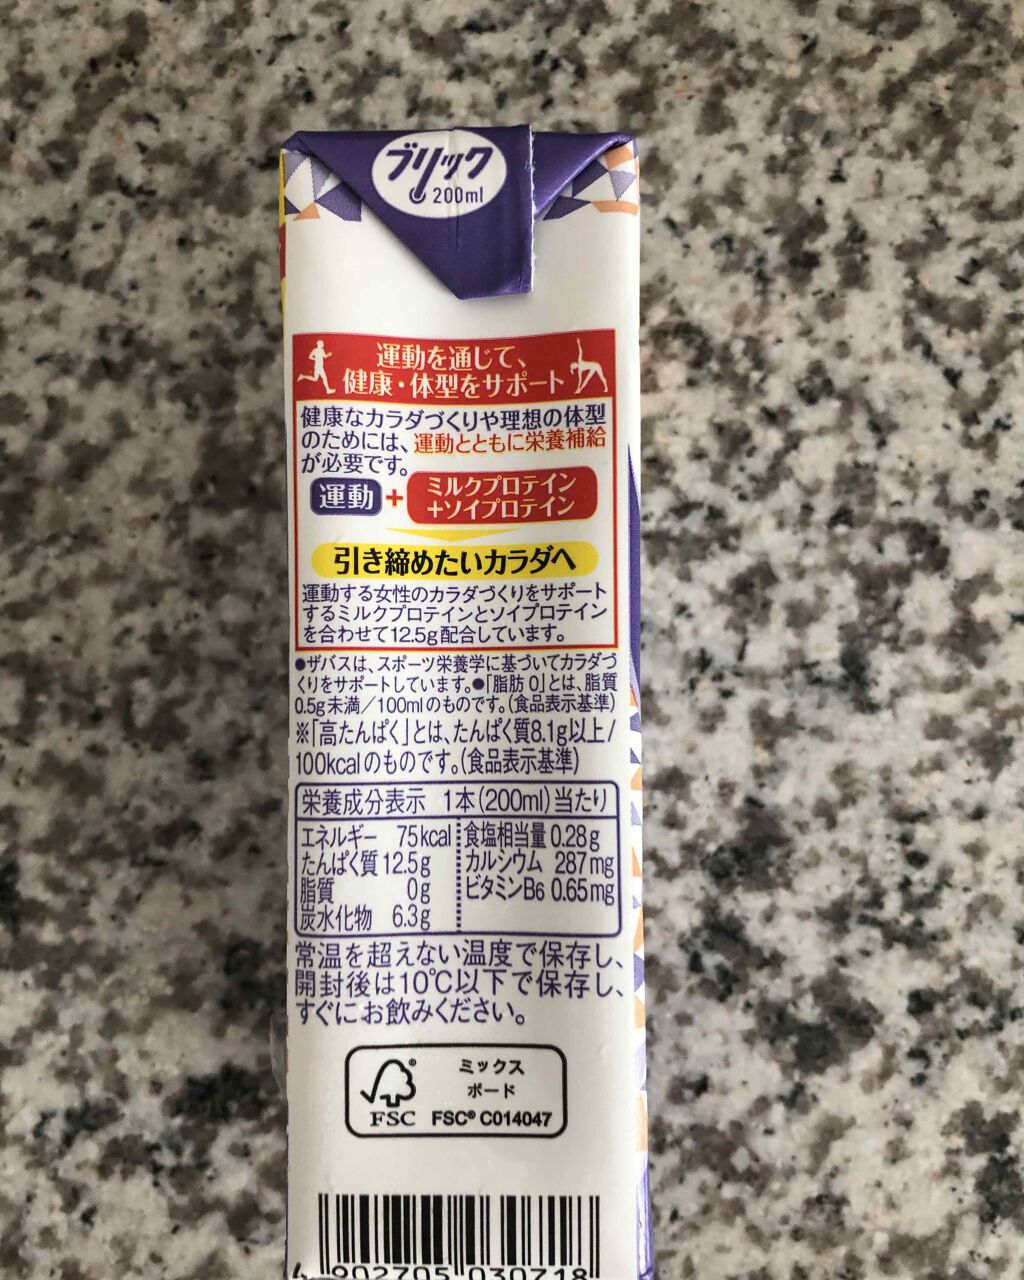 ブリック
200ml
運動を通じて、
健康・体型をサポート
健康なカラダづくりや理想の体型
のためには、運動とともに栄養補給
が必要です。
運動 + ミルクプロテイン
+ソイプロテイン
引き締めたいカラダへ
運動する女性のカラダづくりをサポート
するミルクプロテインとソイプロテイン
を合わせて12.5g配合しています。
●ザバスは、スポーツ栄養学に基づいてカラダづ
くりをサポートしています。●「脂肪0」とは、脂質
0.5g未満/100mlのものです。(食品表示基準)
※「高たんぱく」とは、たんぱく質8.1g以上/
100kcalのものです。(食品表示基準)
栄養成分表示 1本(200ml)当たり
エネルギー 75kcal 食塩相当量 0.28g
たんぱく質 12.5g カルシウム 287mg
脂質 0g ビタミンB6 0.65mg
炭水化物 6.3g
常温を超えない温度で保存し、
開封後は10℃以下で保存し、
すぐにお飲みください。
ミックス
ボード
FSC FSC® C014047
4 902705 030718